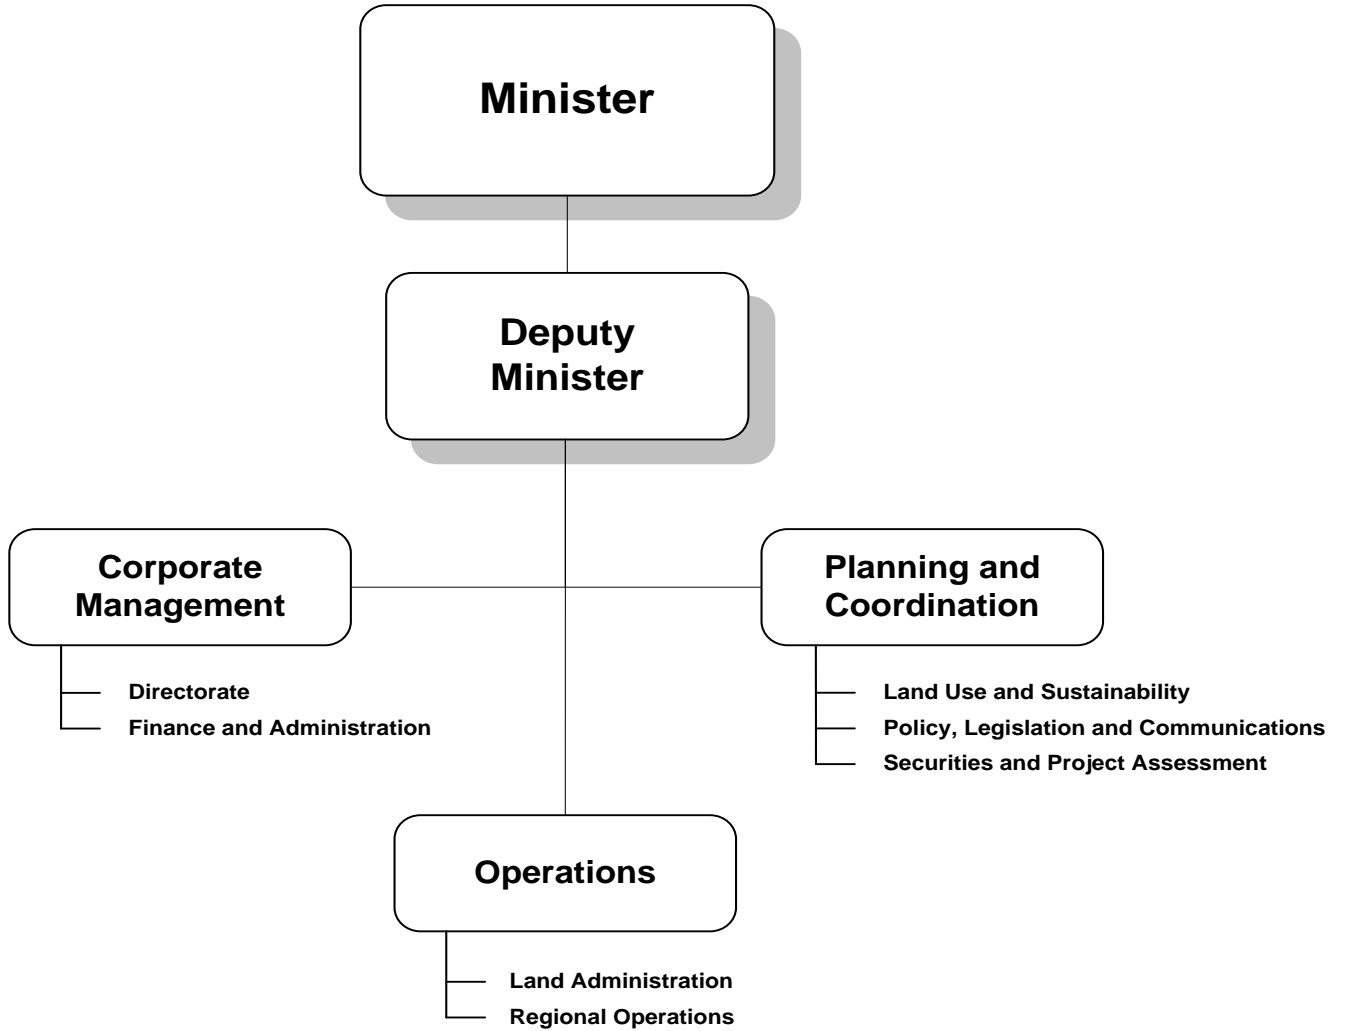 Minister
Deputy
Minister
Corporate
Management
Directorate
Finance and Administration
Planning and
Coordination
Land Use and Sustainability
Policy, Legislation and Communications
Securities and Project Assessment
Operations
Land Administration
Regional Operations